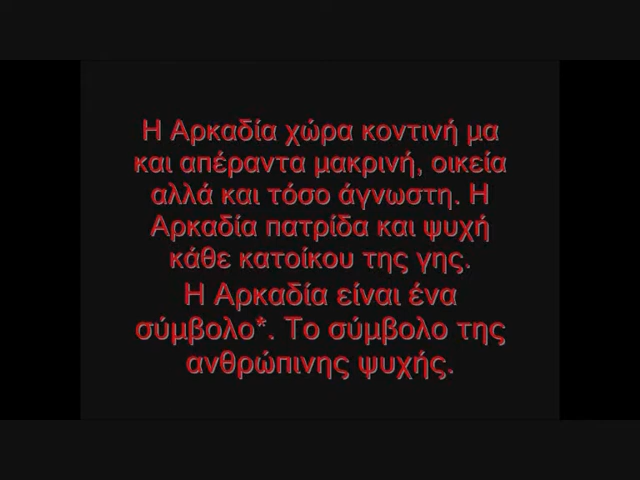 Η Αρκαδία χώρα κοντινή μα
και απέραντα μακρινή, οικεία
αλλά και τόσο άγνωστη. Η
Αρκαδία πατρίδα και ψυχή
κάθε κατοίκου της γης.
Η Αρκαδία είναι ένα
σύμβολο*. Το σύμβολο της
ανθρώπινης ψυχής.